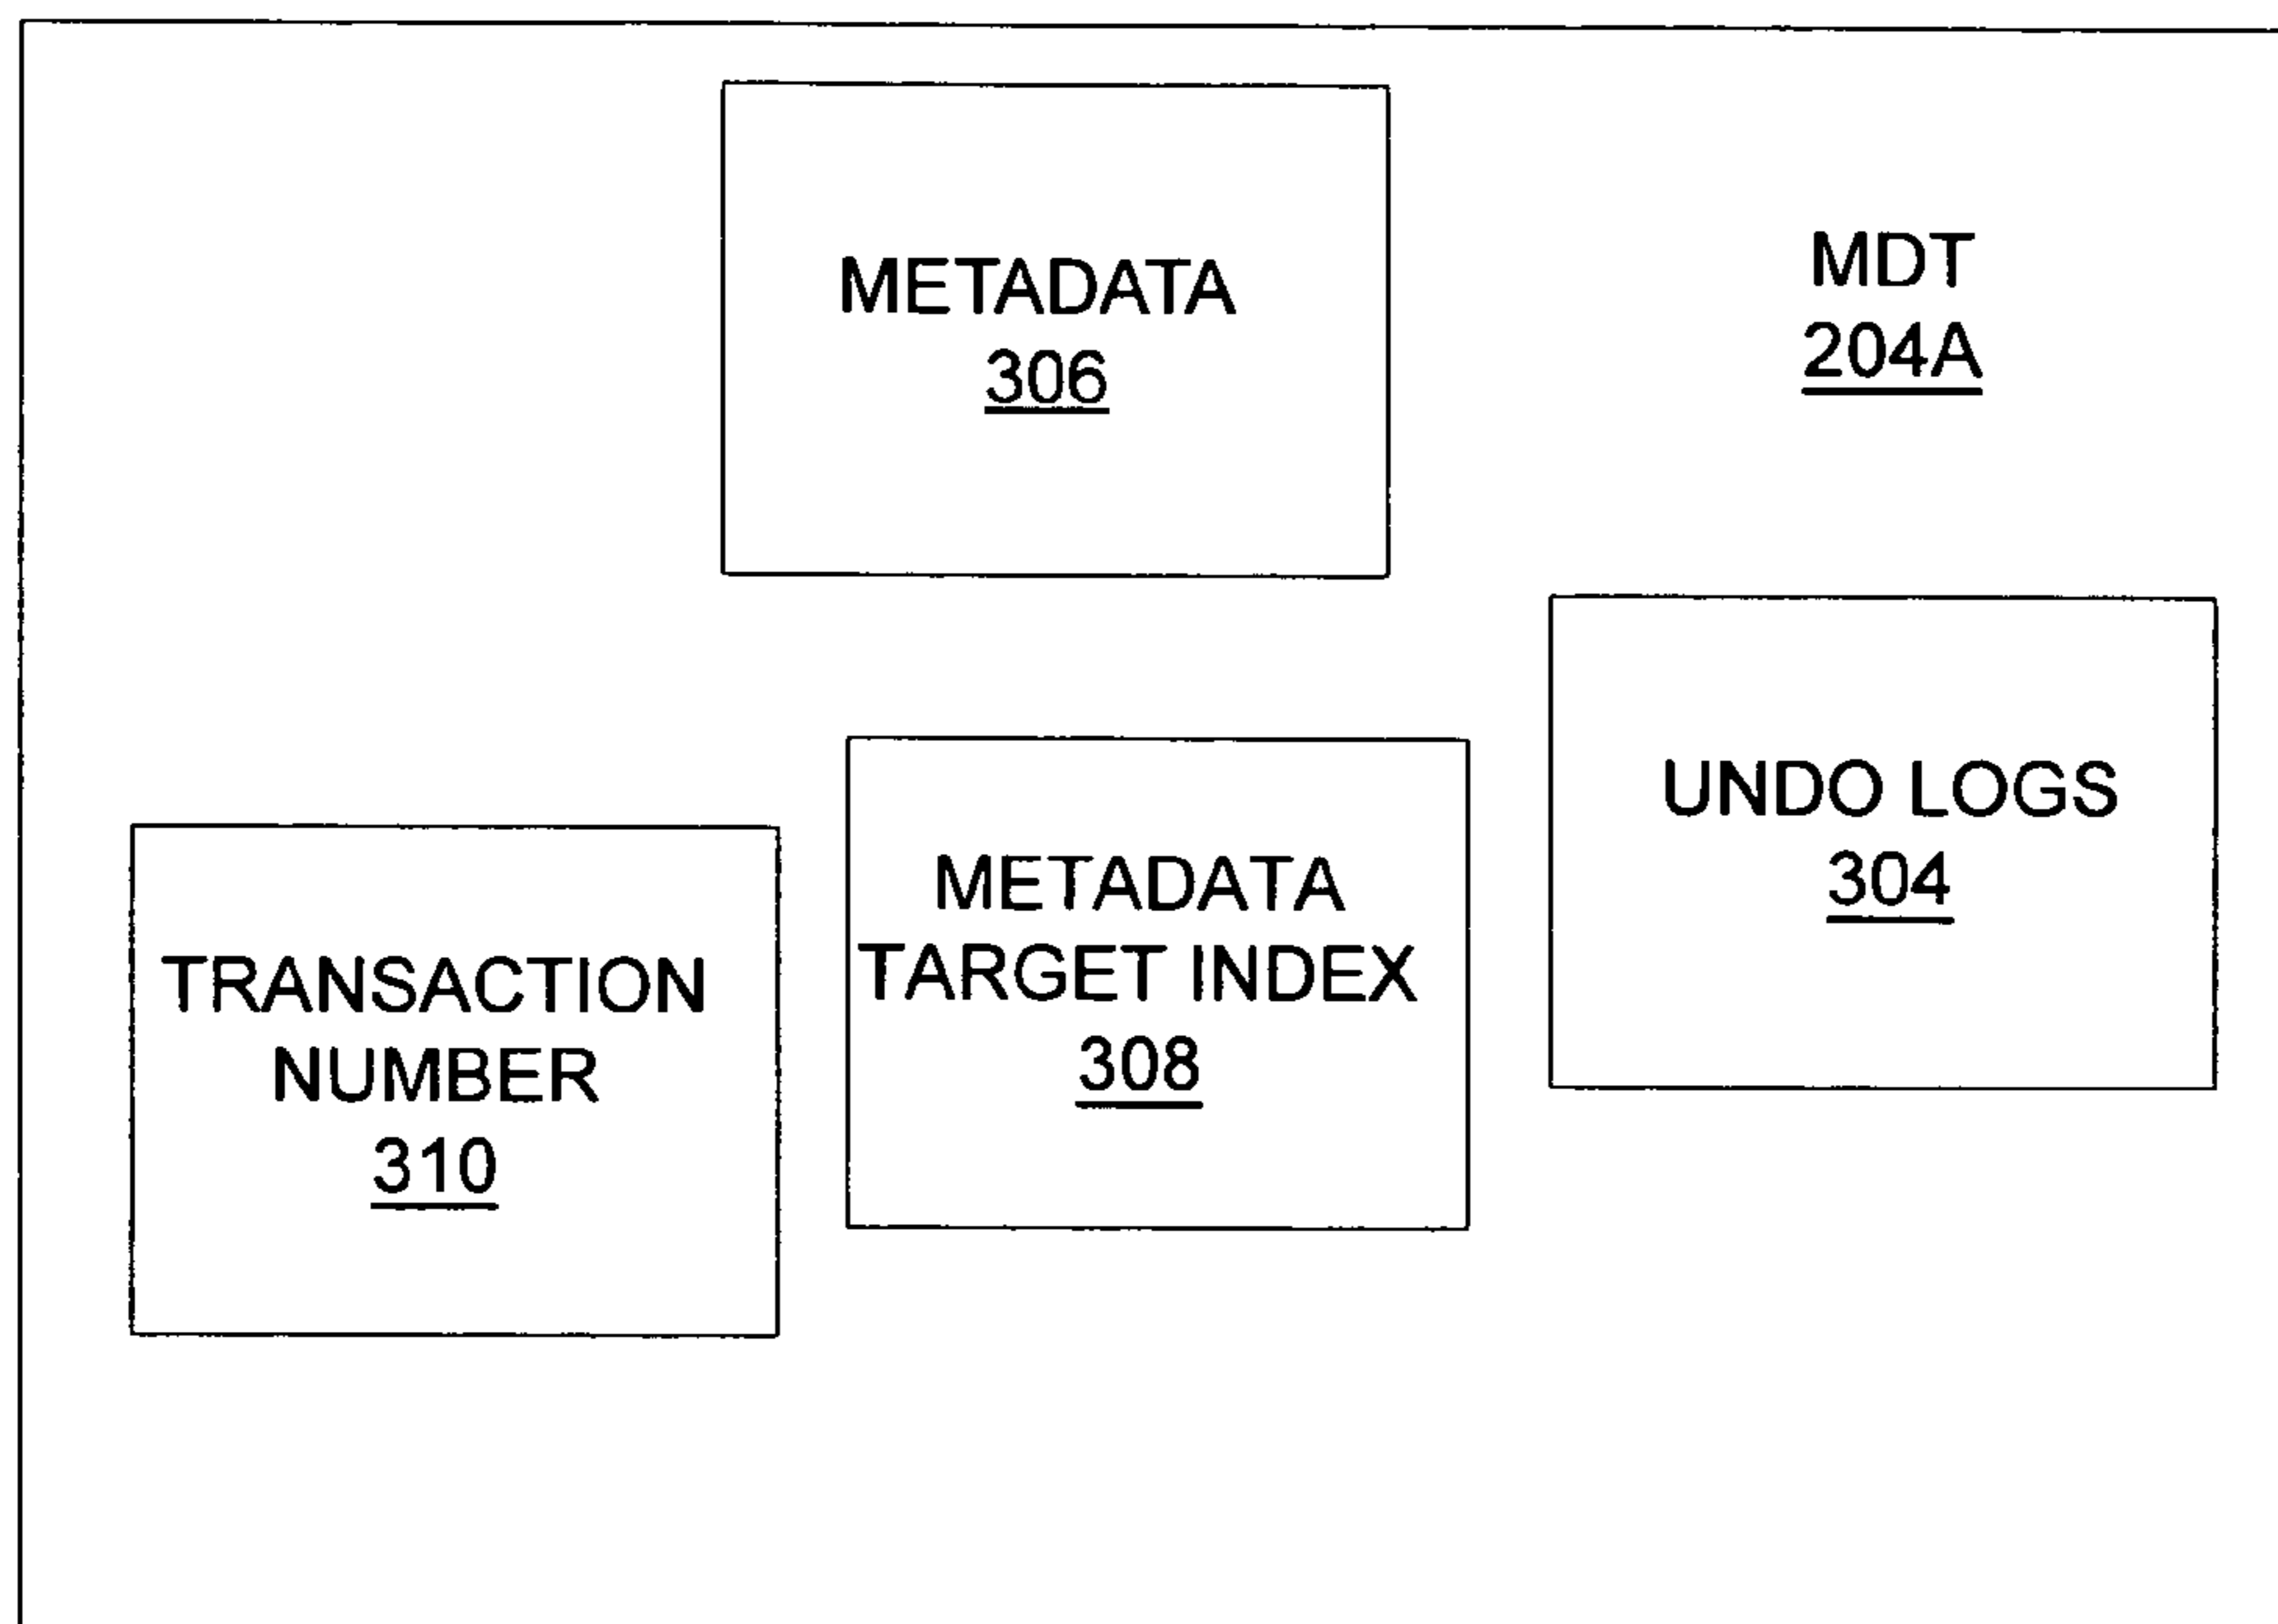 METADATA
306
MDT
204A
UNDO LOGS
304
METADATA
TARGET INDEX
308
TRANSACTION
NUMBER
310